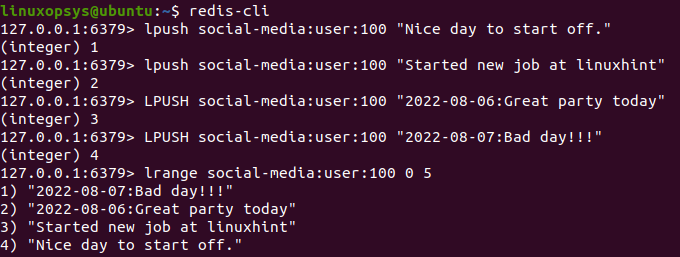 linuxopsys@ubuntu:~$ redis-cli
127.0.0.1:6379> lpush social-media:user:100 "Nice day to start off."
(integer) 1
127.0.0.1:6379> lpush social-media:user:100 "Started new job at linuxhint"
(integer) 2
127.0.0.1:6379> LPUSH social-media:user:100 "2022-08-06:Great party today"
(integer) 3
127.0.0.1:6379> LPUSH social-media:user:100 "2022-08-07:Bad day!!!"
(integer) 4
127.0.0.1:6379> lrange social-media:user:100 0 5
1) "2022-08-07:Bad day!!!"
2) "2022-08-06:Great party today"
3) "Started new job at linuxhint"
4) "Nice day to start off."